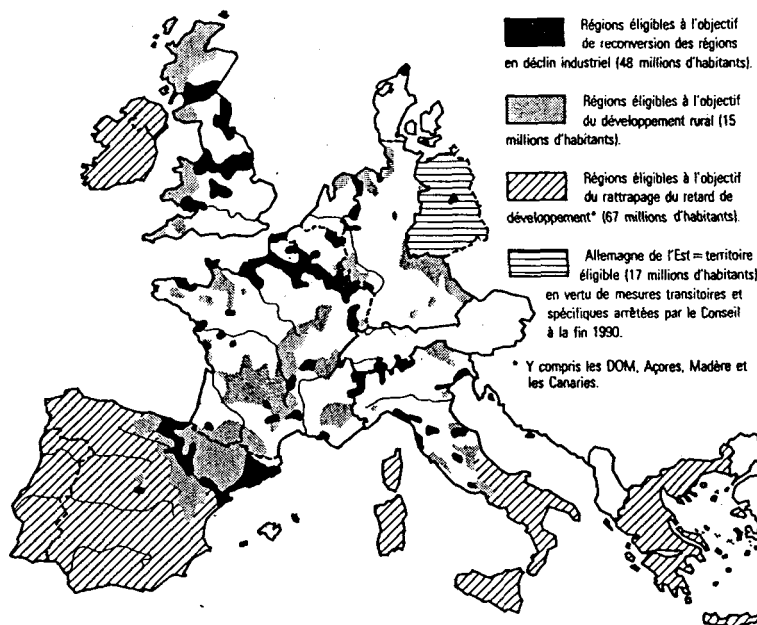 Régions éligibles à l'objectif
de reconversion des régions
en déclin industriel (48 millions d'habitants).
Régions éligibles à l'objectif
du développement rural (15
millions d'habitants).
Régions éligibles à l'objectif
du rattrapage du retard de
développement* (67 millions d'habitants).
Allemagne de l'Est = territoire
éligible (17 millions d'habitants)
en vertu de mesures transitoires et
spécifiques arrêtées par le Conseil
à la fin 1990.
* Y compris les DOM, Açores, Madère et
les Canaries.